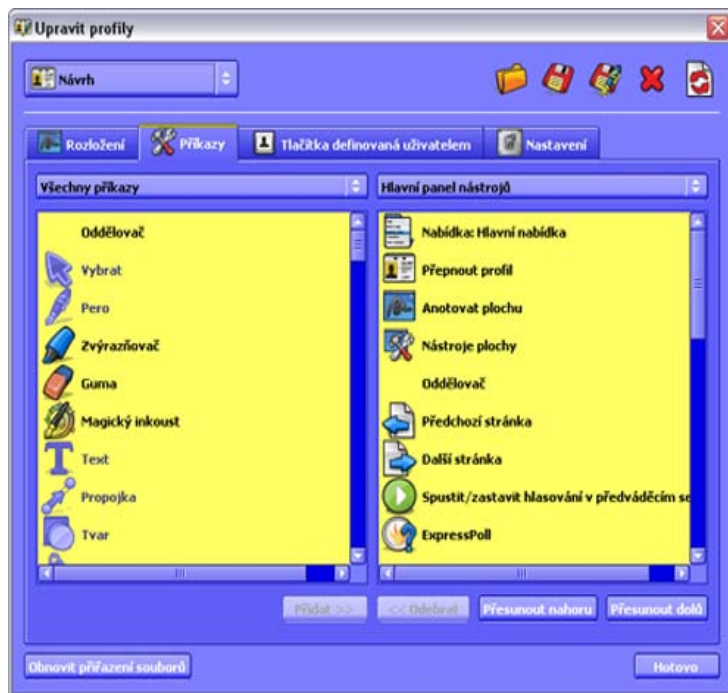 Upravit profily
Návrh
Rozložení Příkazy Tlačítka definovaná uživatelem Nastavení
Všechny příkazy
Oddělovač
Vybrat
Pero
Zvýrazňovač
Guma
Magický inkoust
Text
Propojka
Tvar
Hlavní panel nástrojů
Nabídka: Hlavní nabídka
Přepnout profil
Anotovat plochu
Nástroje plochy
Oddělovač
Předchozí stránka
Další stránka
Spustit/zastavit hlasování v předváděcím se
ExpressPoll
Přidat >> << Odebrat Přesunout nahoru Přesunout dolů
Obnovit přiřazení souborů Hotovo